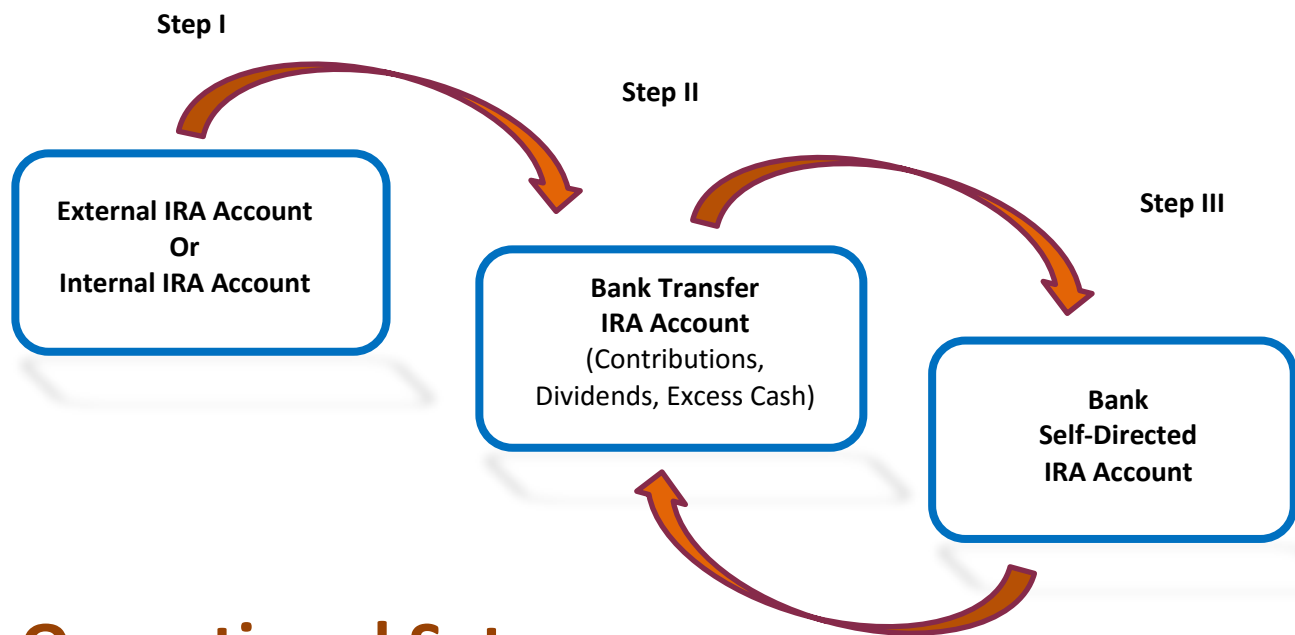 Step I
Step II
Step III
External IRA Account
Or
Internal IRA Account
Bank Transfer
IRA Account
(Contributions,
Dividends, Excess Cash)
Bank
Self-Directed
IRA Account